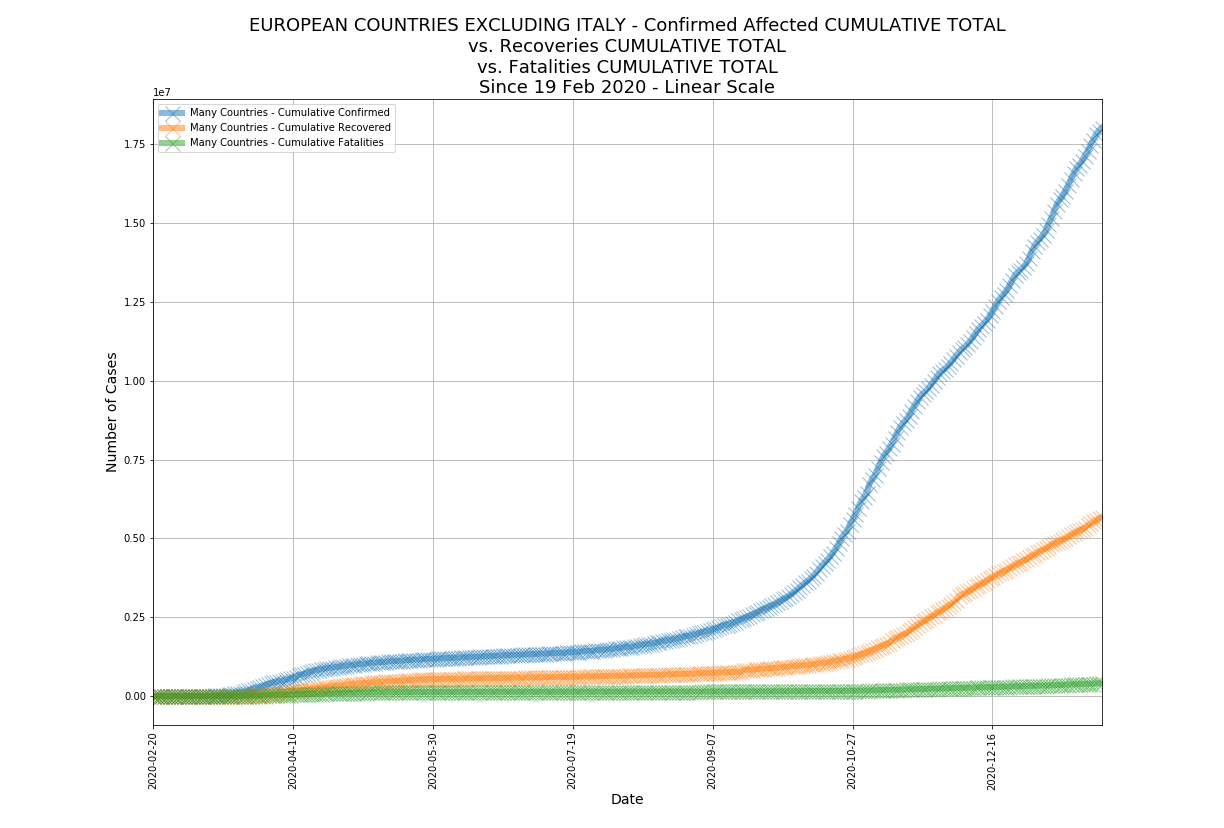 EUROPEAN COUNTRIES EXCLUDING ITALY - Confirmed Affected CUMULATIVE TOTAL
vs. Recoveries CUMULATIVE TOTAL
vs. Fatalities CUMULATIVE TOTAL
Since 19 Feb 2020 - Linear Scale
1e7
Many Countries - Cumulative Confirmed
Many Countries - Cumulative Recovered
Many Countries - Cumulative Fatalities
1.75
1.50
1.25
1.00
0.75
0.50
0.25
0.00
Number of Cases
2020-02-20
2020-04-10
2020-05-30
2020-07-19
2020-09-07
2020-10-27
2020-12-16
Date